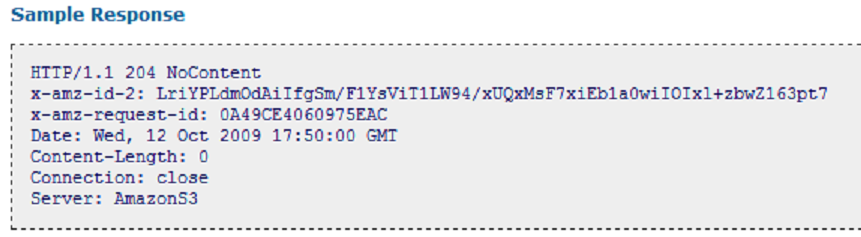 Sample Response
HTTP/1.1 204 NoContent
x-amz-id-2: LriYPLdmOdAiIfgSm/F1YsViT1LW94/xUQxMsF7xiEb1a0wiIOIxl+zbwZ163pt7
x-amz-request-id: 0A49CE4060975EAC
Date: Wed, 12 Oct 2009 17:50:00 GMT
Content-Length: 0
Connection: close
Server: AmazonS3